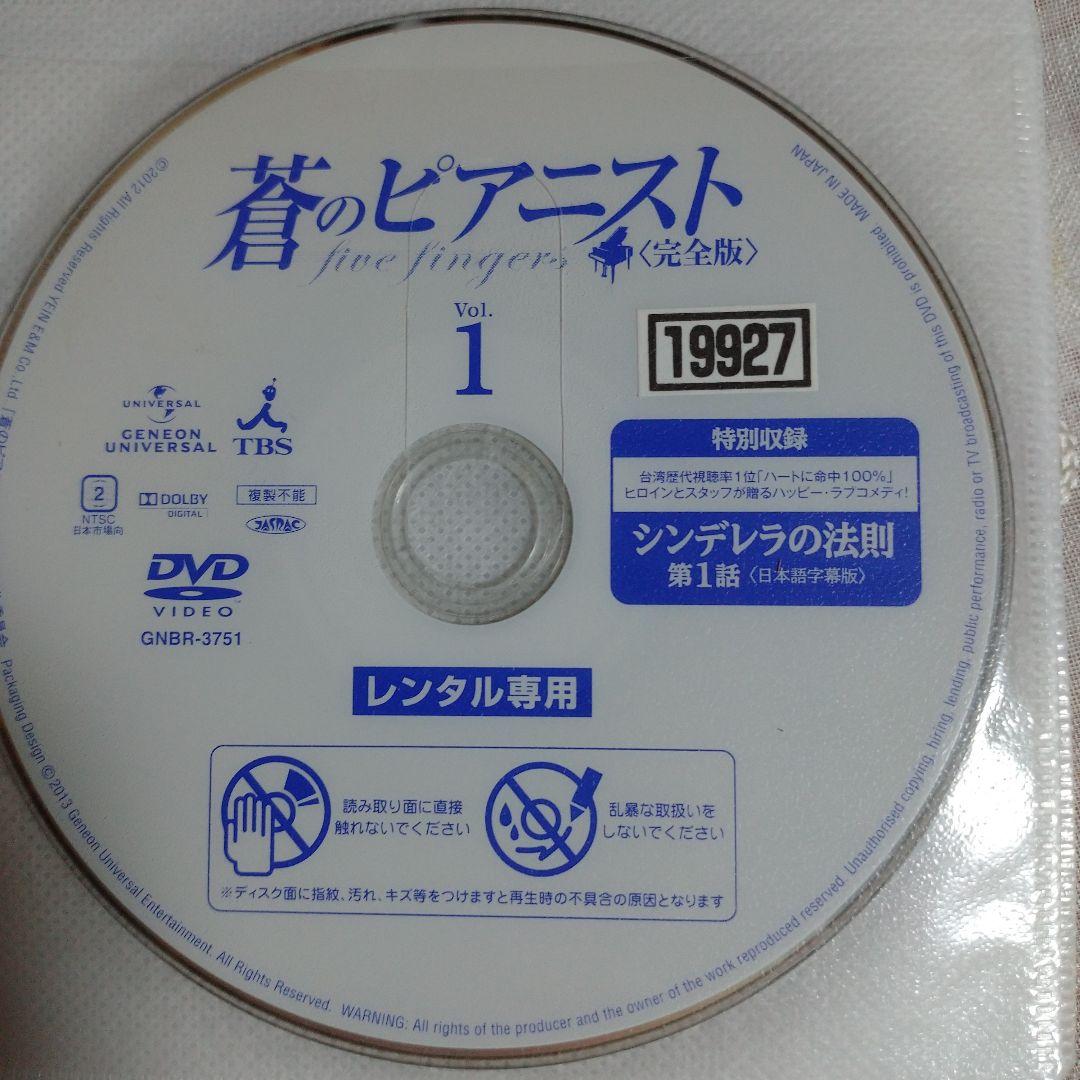 蒼のピアニスト
five fingers
〈完全版〉
Vol.
1
19927
UNIVERSAL
GENEON
UNIVERSAL
TBS
特別収録
台湾歴代視聴率1位「ハートに命中100%」
ヒロインとスタッフが贈るハッピー・ラブコメディ!
シンデレラの法則
第1話〈日本語字幕版〉
2
NTSC
日本市場向
DOLBY
DIGITAL
複製不能
JASRAC
DVD
VIDEO
GNBR-3751
レンタル専用
読み取り面に直接
触れないでください
乱暴な取扱いを
しないでください
※ディスク面に指紋、汚れ、キズ等をつけますと再生時の不具合の原因となります
©2012 All Rights Reserved YEIN E&M Co.,Ltd
Packaging Design ©2013 Geneon Universal Entertainment. All Rights Reserved. WARNING: All rights of the producer and the owner of the work reproduced reserved. Unauthorised copying, hiring, lending, public performance, radio or TV broadcasting of this DVD is prohibited. MADE IN JAPAN